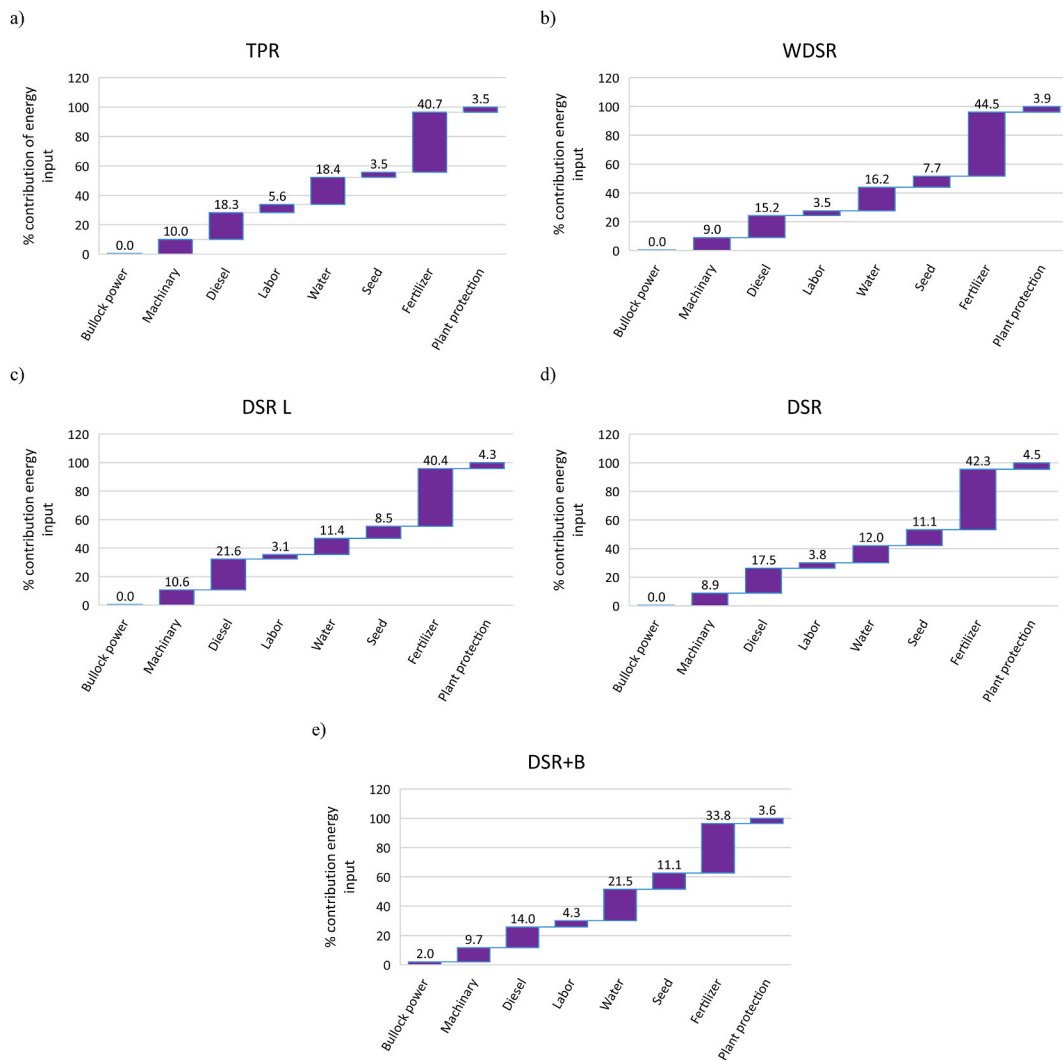 a)
TPR
% contribution of energy
input
120
100
80
60
40
20
0
0.0
10.0
18.3
5.6
18.4
3.5
40.7
3.5
Bullock power
Machinary
Diesel
Labor
Water
Seed
Fertilizer
Plant protection
b)
WDSR
% contribution energy
input
120
100
80
60
40
20
0
0.0
9.0
15.2
3.5
16.2
7.7
44.5
3.9
Bullock power
Machinary
Diesel
Labor
Water
Seed
Fertilizer
Plant protection
c)
DSR L
% contribution energy
input
120
100
80
60
40
20
0
0.0
10.6
21.6
3.1
11.4
8.5
40.4
4.3
Bullock power
Machinary
Diesel
Labor
Water
Seed
Fertilizer
Plant protection
d)
DSR
% contribution energy
input
120
100
80
60
40
20
0
0.0
8.9
17.5
3.8
12.0
11.1
42.3
4.5
Bullock power
Machinary
Diesel
Labor
Water
Seed
Fertilizer
Plant protection
e)
DSR+B
% contribution energy
input
120
100
80
60
40
20
0
2.0
9.7
14.0
4.3
21.5
11.1
33.8
3.6
Bullock power
Machinary
Diesel
Labor
Water
Seed
Fertilizer
Plant protection